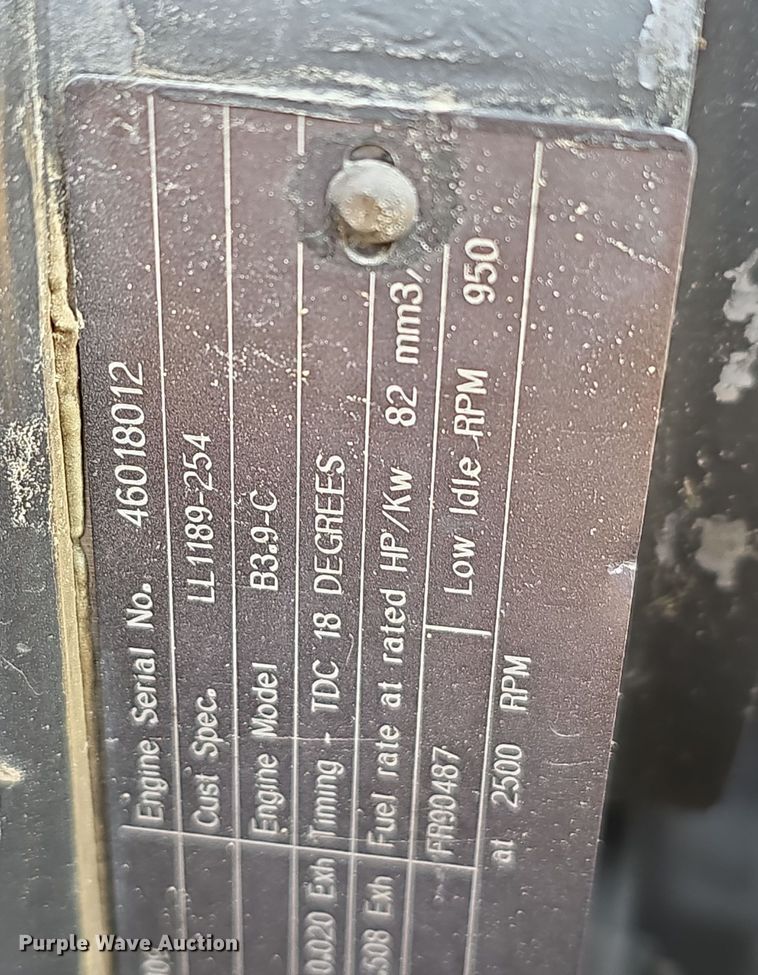 Engine Serial No. 46018012
Cust Spec. LL1189-254
Engine Model B3.9-C
0.020 Exh Timing - TDC 18 DEGREES
.508 Exh Fuel rate at rated HP/Kw 82 mm3,
FR90487 Low Idle RPM 950
at 2500 RPM
Purple Wave Auction